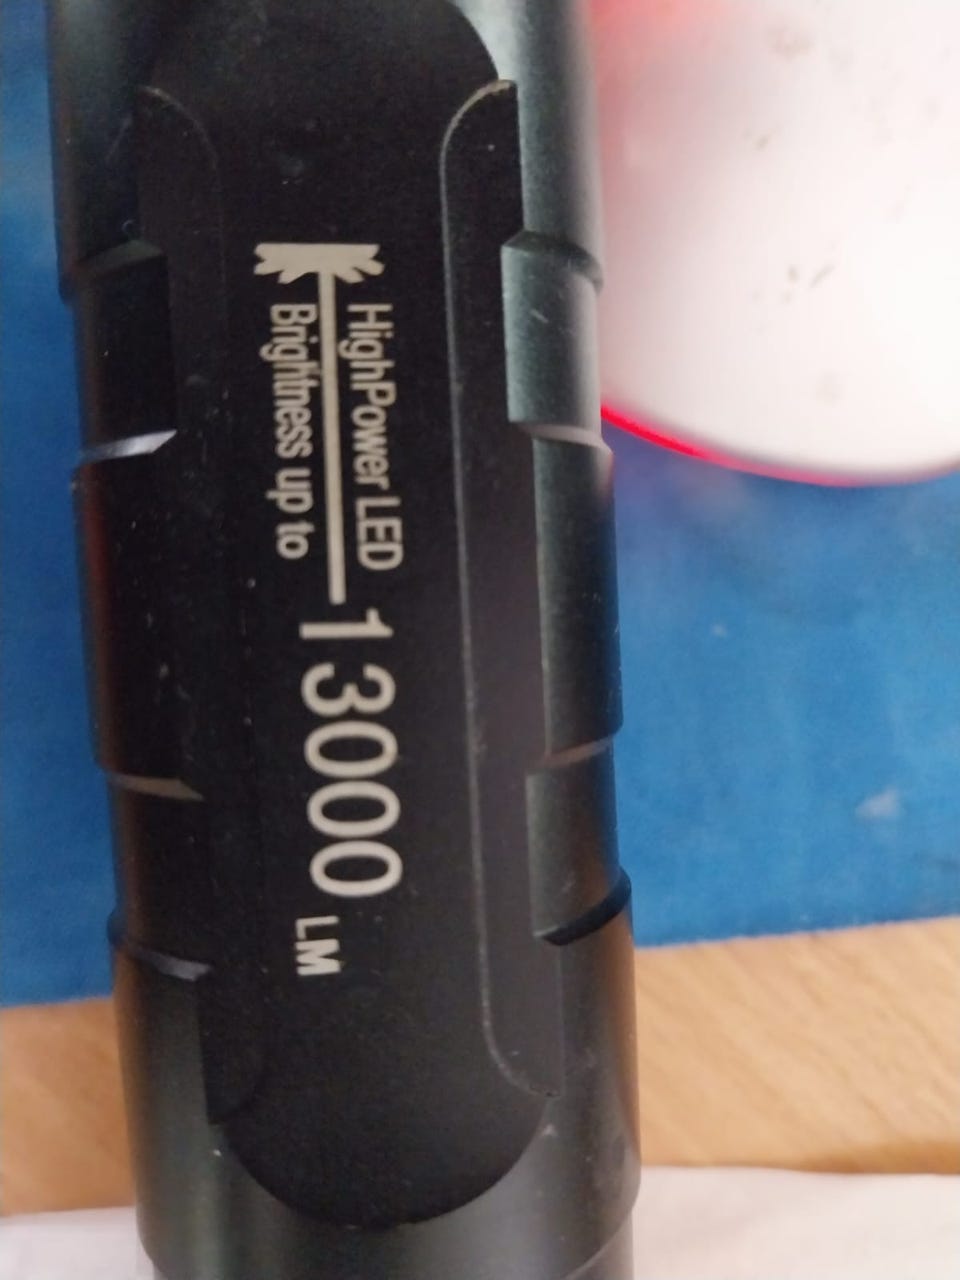 HighPower LED
Brightness up to
13000 LM